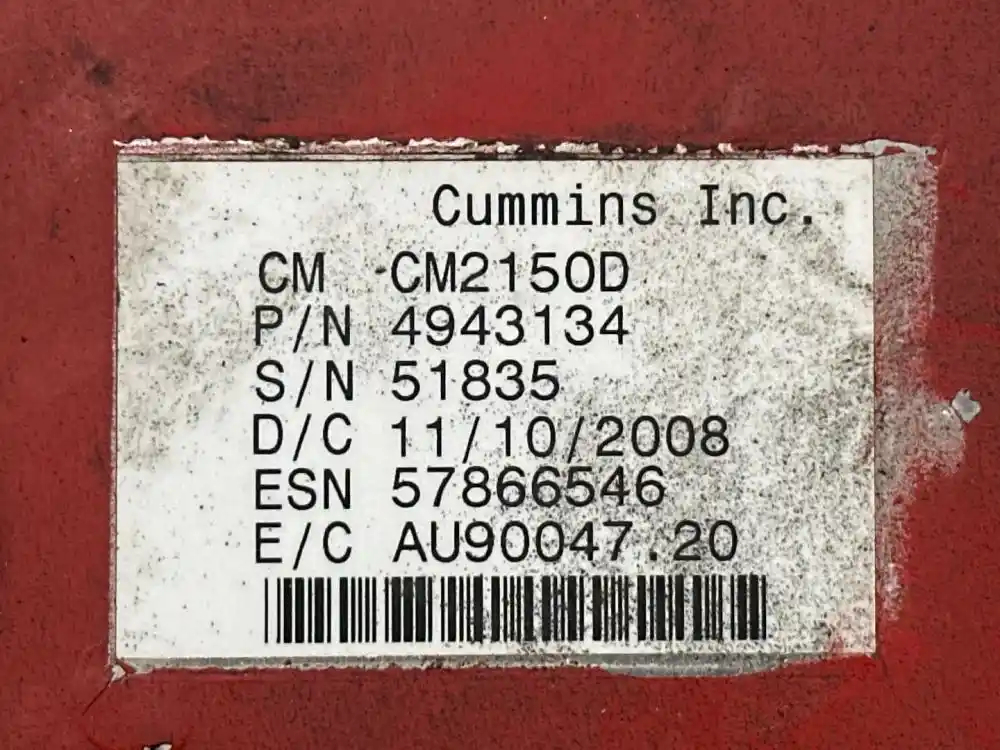 Cummins Inc.
CM CM2150D
P/N 4943134
S/N 51835
D/C 11/10/2008
ESN 57866546
E/C AU90047.20